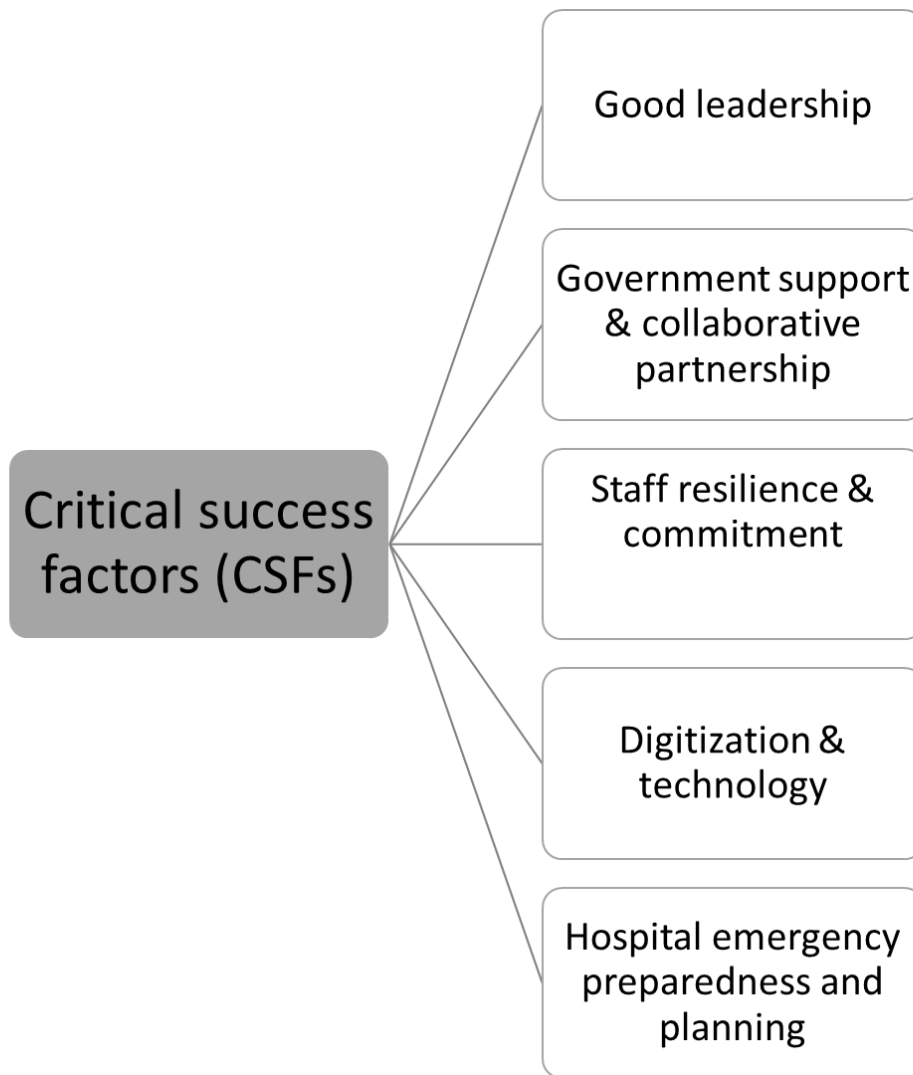 Good leadership
Government support
& collaborative
partnership
Critical success
factors (CSFs)
Staff resilience &
commitment
Digitization &
technology
Hospital emergency
preparedness and
planning